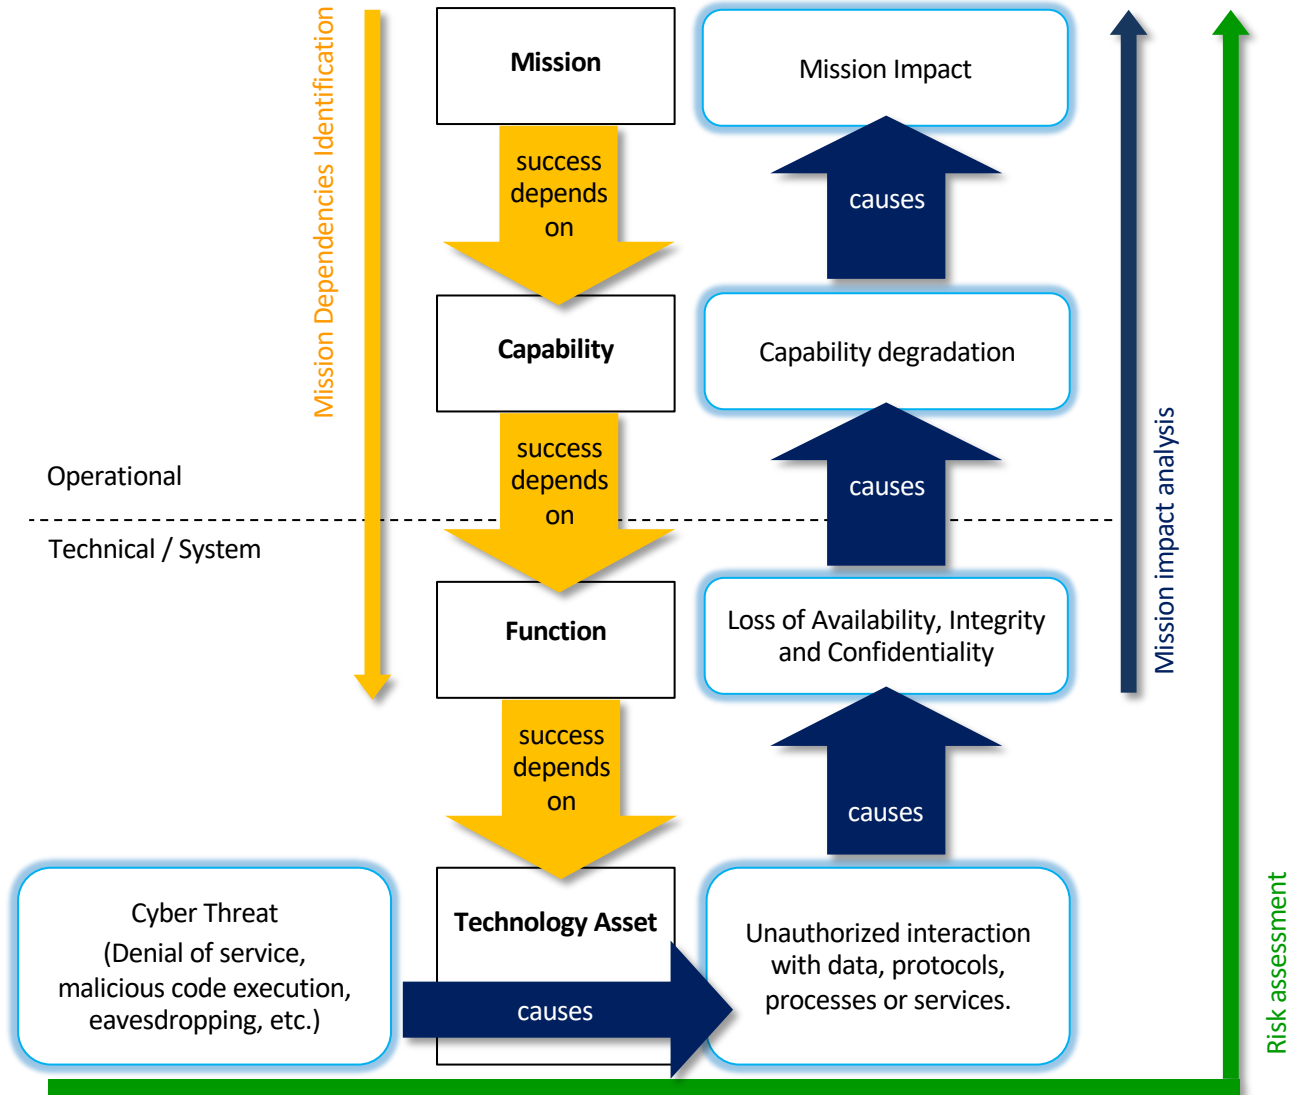 Mission Dependencies Identification
Mission
success
depends
on
Capability
success
depends
on
Function
success
depends
on
Technology Asset
Mission Impact
causes
Capability degradation
causes
Loss of Availability, Integrity
and Confidentiality
causes
Unauthorized interaction
with data, protocols,
processes or services.
Operational
Technical / System
Cyber Threat
(Denial of service,
malicious code execution,
eavesdropping, etc.)
causes
Mission impact analysis
Risk assessment